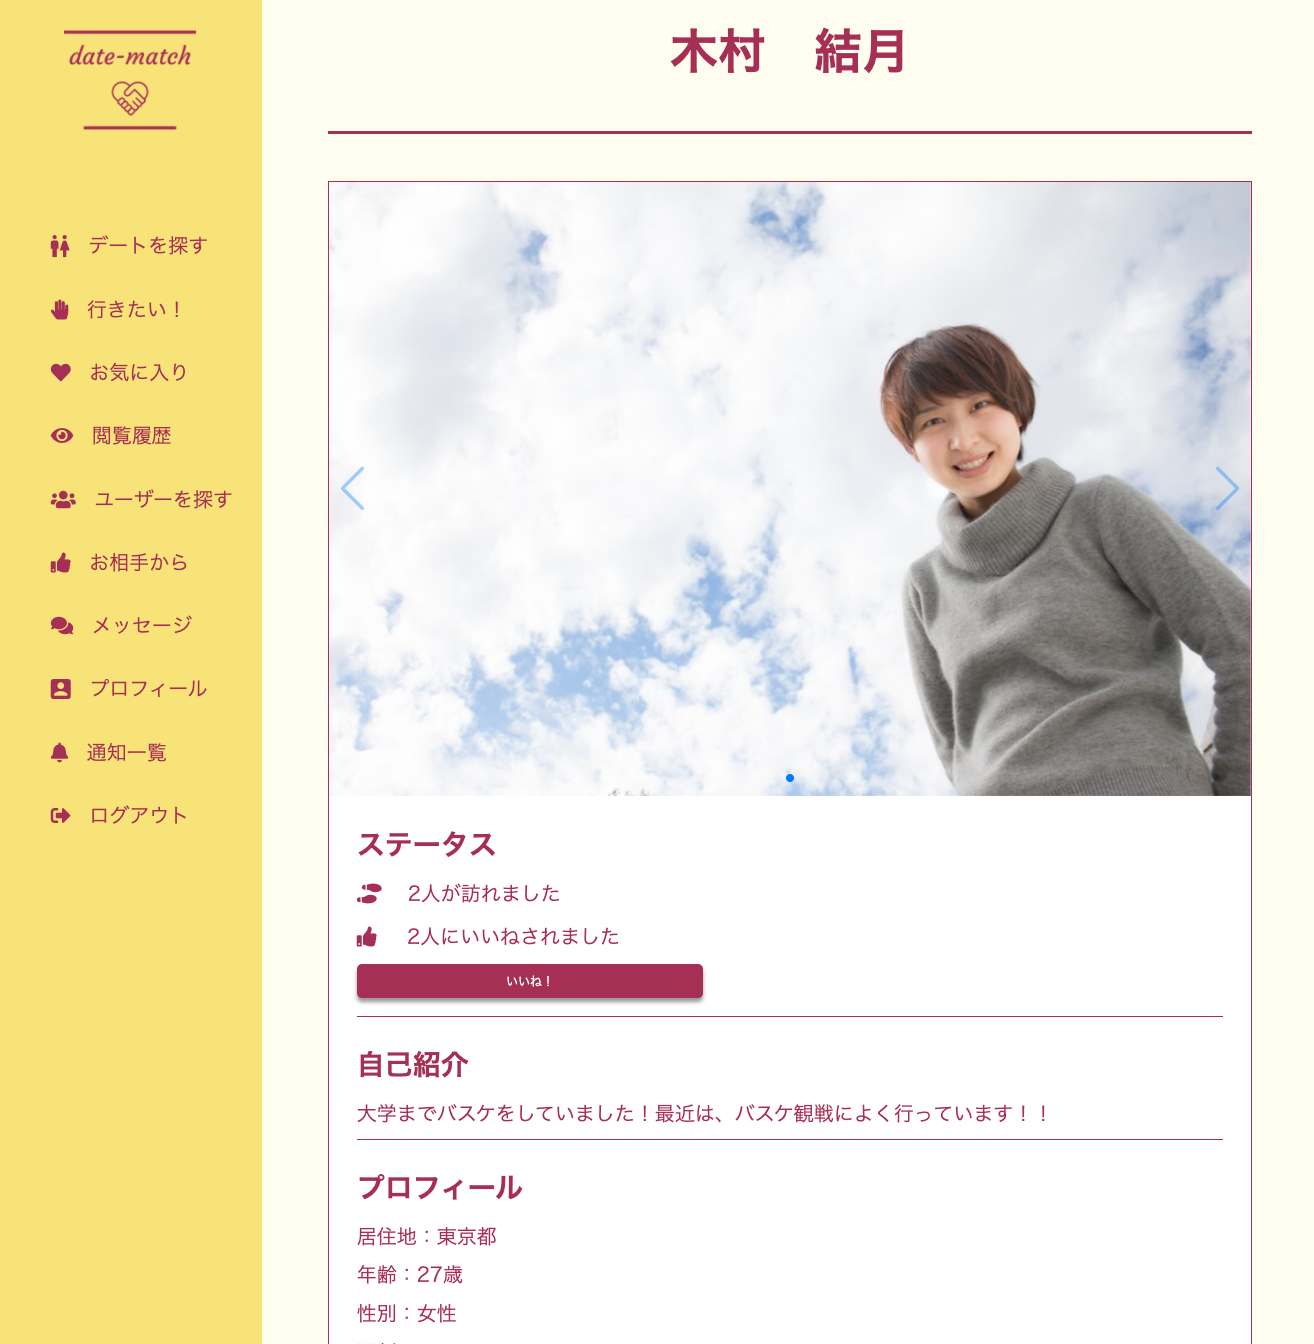 date-match
デートを探す
行きたい！
お気に入り
閲覧履歴
ユーザーを探す
お相手から
メッセージ
プロフィール
通知一覧
ログアウト
木村　結月
ステータス
2人が訪れました
2人にいいねされました
いいね！
自己紹介
大学までバスケをしていました！最近は、バスケ観戦によく行っています！！
プロフィール
居住地：東京都
年齢：27歳
性別：女性